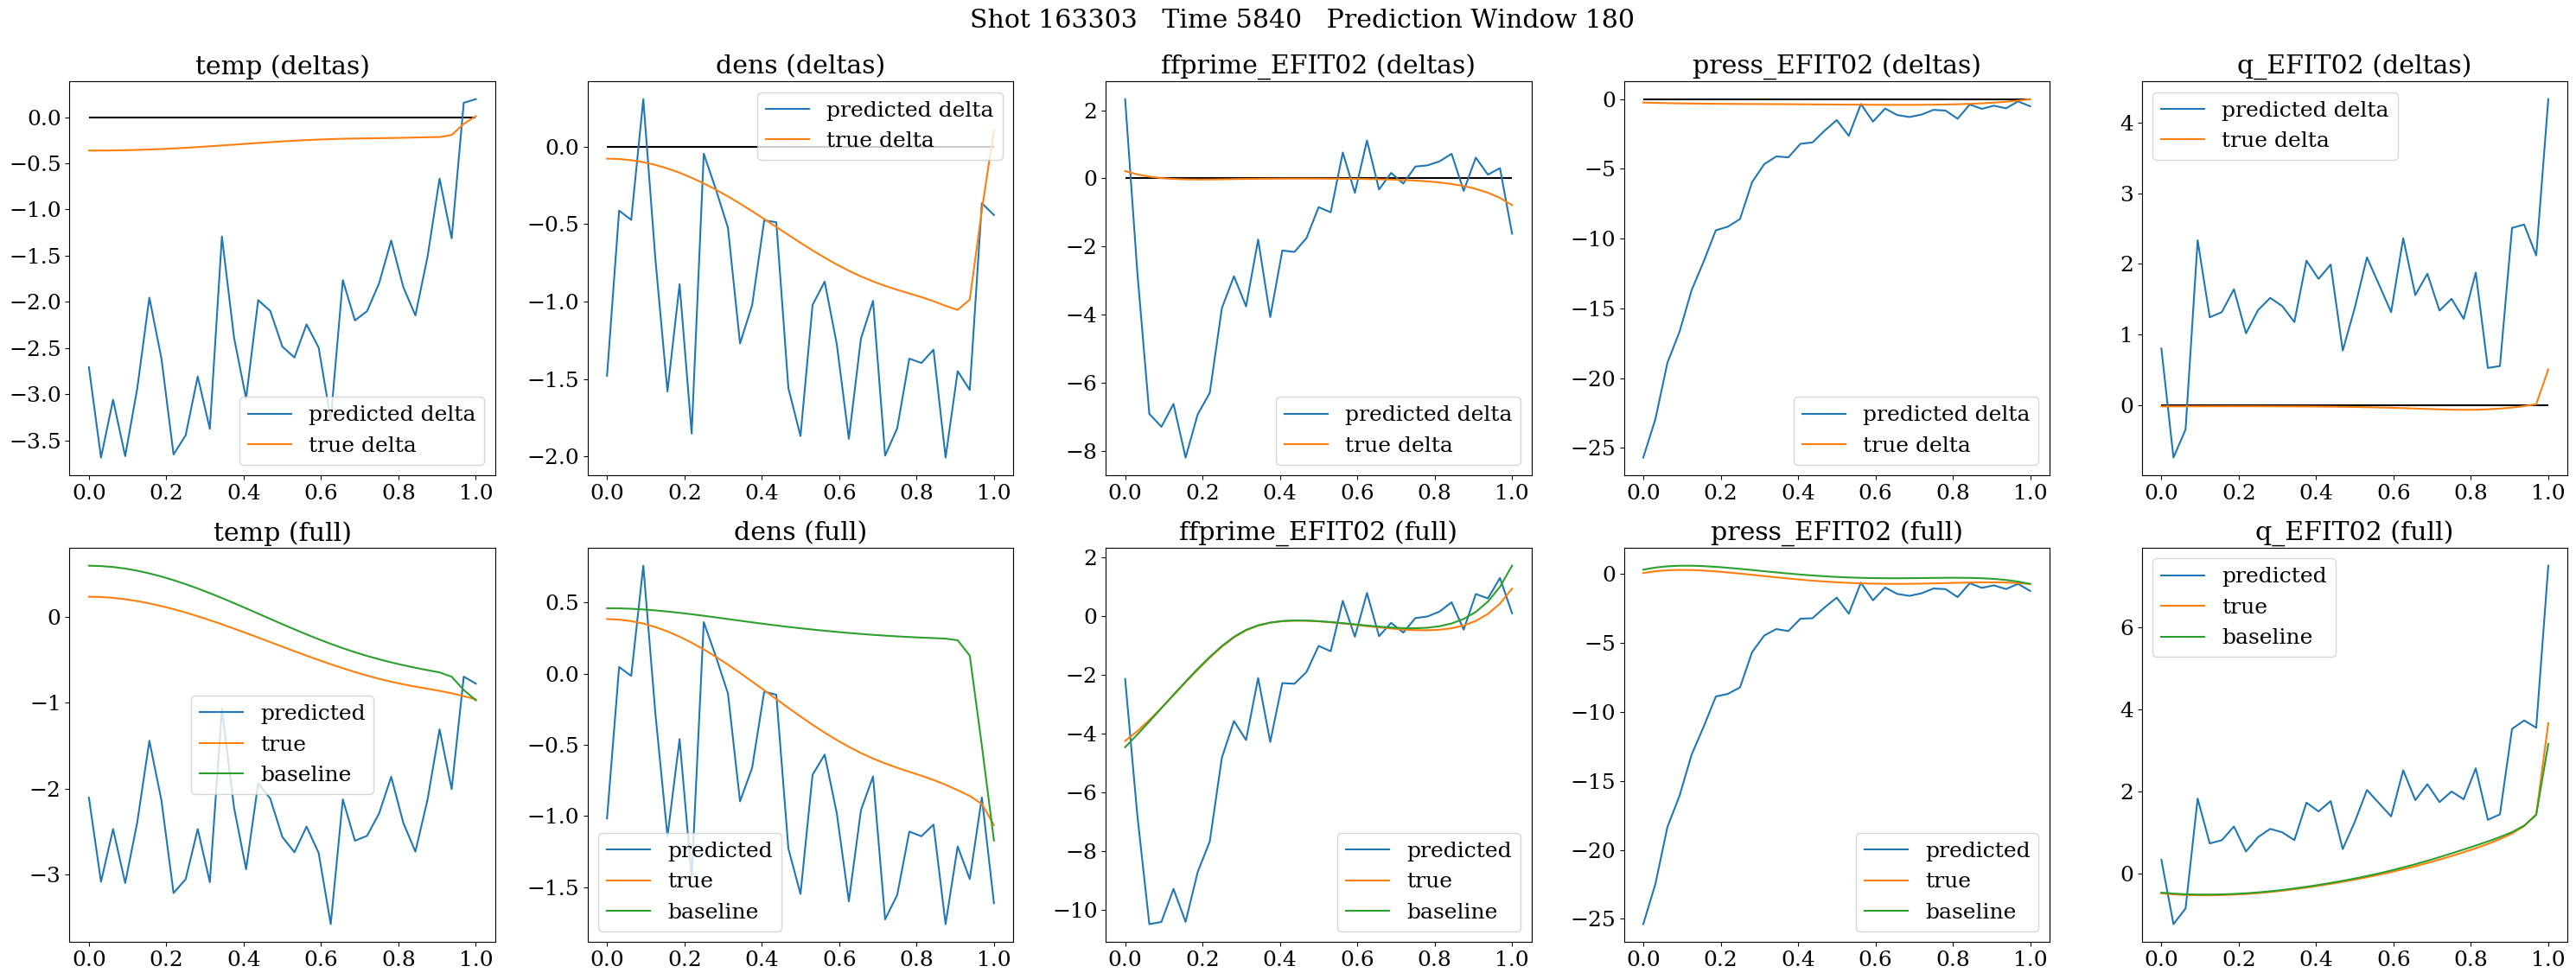 Shot 163303   Time 5840   Prediction Window 180
temp (deltas)
0.0
−0.5
−1.0
−1.5
−2.0
−2.5
−3.0
−3.5
predicted delta
true delta
0.0 0.2 0.4 0.6 0.8 1.0
dens (deltas)
0.0
−0.5
−1.0
−1.5
−2.0
predicted delta
true delta
0.0 0.2 0.4 0.6 0.8 1.0
ffprime_EFIT02 (deltas)
2
0
−2
−4
−6
−8
predicted delta
true delta
0.0 0.2 0.4 0.6 0.8 1.0
press_EFIT02 (deltas)
0
−5
−10
−15
−20
−25
predicted delta
true delta
0.0 0.2 0.4 0.6 0.8 1.0
q_EFIT02 (deltas)
4
3
2
1
0
predicted delta
true delta
0.0 0.2 0.4 0.6 0.8 1.0
temp (full)
0
−1
−2
−3
predicted
true
baseline
0.0 0.2 0.4 0.6 0.8 1.0
dens (full)
0.5
0.0
−0.5
−1.0
−1.5
predicted
true
baseline
0.0 0.2 0.4 0.6 0.8 1.0
ffprime_EFIT02 (full)
2
0
−2
−4
−6
−8
−10
predicted
true
baseline
0.0 0.2 0.4 0.6 0.8 1.0
press_EFIT02 (full)
0
−5
−10
−15
−20
−25
predicted
true
baseline
0.0 0.2 0.4 0.6 0.8 1.0
q_EFIT02 (full)
6
4
2
0
predicted
true
baseline
0.0 0.2 0.4 0.6 0.8 1.0